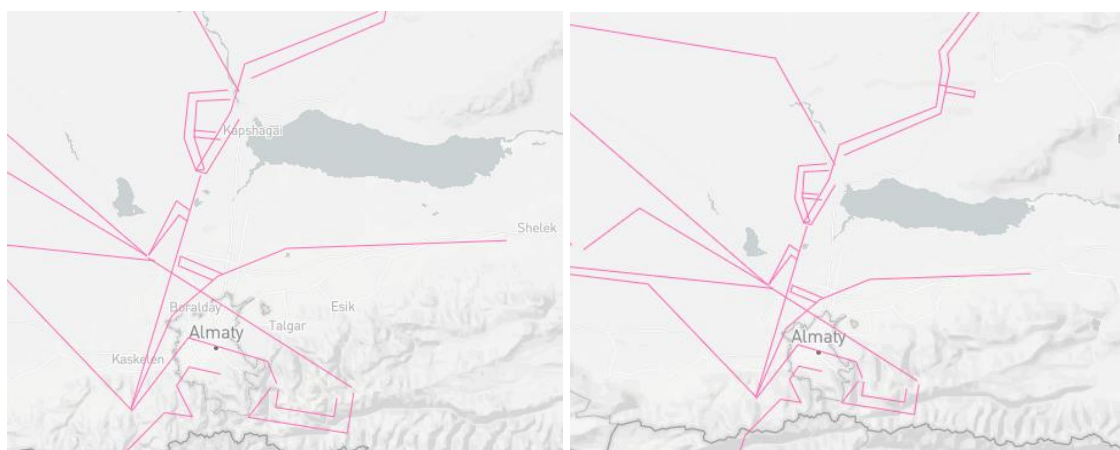 Kapshagai
Shelek
Boralday
Esik
Talgar
Almaty
Kaskelen
Almaty